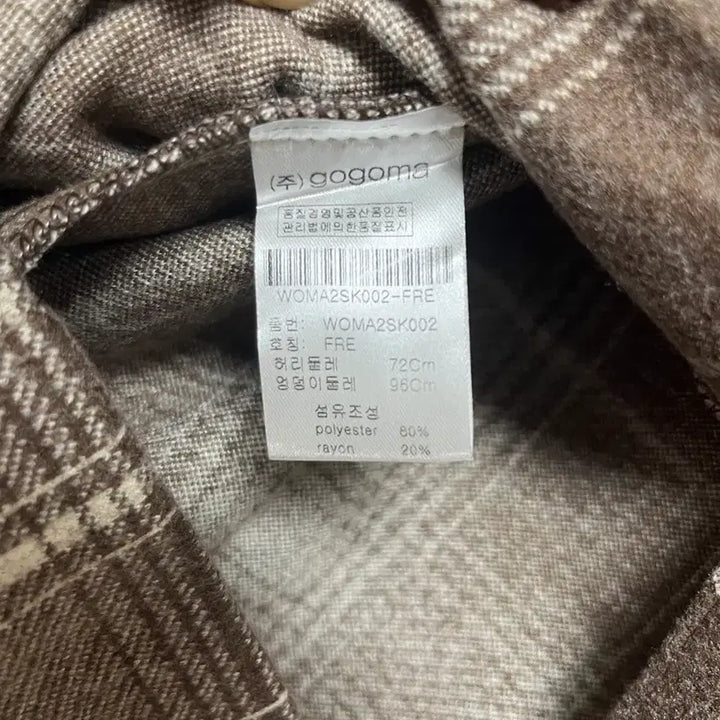 (주) gogoma
품질경영및공산품안전
관리법에의한품질표시
WOMA2SK002-FRE
품번: WOMA2SK002
호칭: FRE
허리둘레 72Cm
엉덩이둘레 96Cm
섬유조성
polyester 80%
rayon 20%